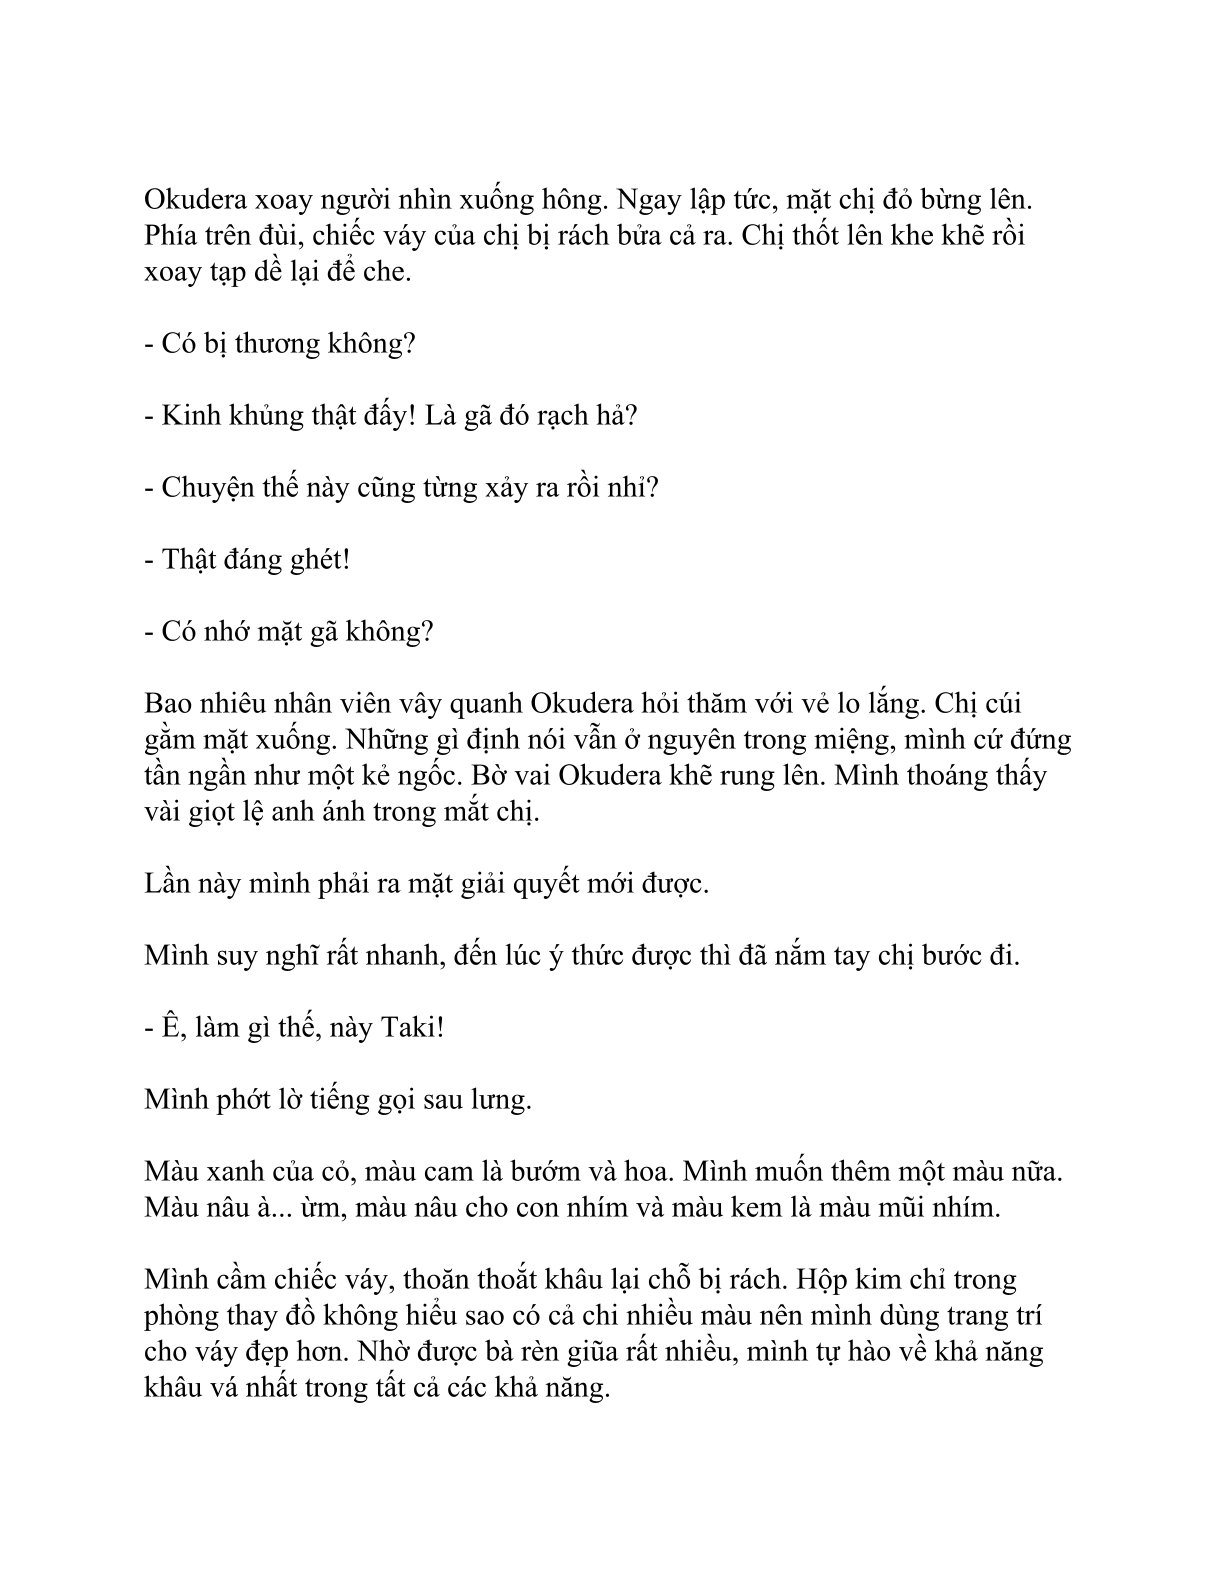 Okudera xoay người nhìn xuống hông. Ngay lập tức, mặt chị đỏ bừng lên.
Phía trên đùi, chiếc váy của chị bị rách bửa cả ra. Chị thốt lên khe khẽ rồi
xoay tạp dề lại để che.
- Có bị thương không?
- Kinh khủng thật đấy! Là gã đó rạch hả?
- Chuyện thế này cũng từng xảy ra rồi nhỉ?
- Thật đáng ghét!
- Có nhớ mặt gã không?
Bao nhiêu nhân viên vây quanh Okudera hỏi thăm với vẻ lo lắng. Chị cúi
gằm mặt xuống. Những gì định nói vẫn ở nguyên trong miệng, mình cứ đứng
tần ngần như một kẻ ngốc. Bờ vai Okudera khẽ rung lên. Mình thoáng thấy
vài giọt lệ anh ánh trong mắt chị.
Lần này mình phải ra mặt giải quyết mới được.
Mình suy nghĩ rất nhanh, đến lúc ý thức được thì đã nắm tay chị bước đi.
- Ê, làm gì thế, này Taki!
Mình phớt lờ tiếng gọi sau lưng.
Màu xanh của cỏ, màu cam là bướm và hoa. Mình muốn thêm một màu nữa.
Màu nâu à... ừm, màu nâu cho con nhím và màu kem là màu mũi nhím.
Mình cầm chiếc váy, thoăn thoắt khâu lại chỗ bị rách. Hộp kim chỉ trong
phòng thay đồ không hiểu sao có cả chi nhiều màu nên mình dùng trang trí
cho váy đẹp hơn. Nhờ được bà rèn giũa rất nhiều, mình tự hào về khả năng
khâu vá nhất trong tất cả các khả năng.